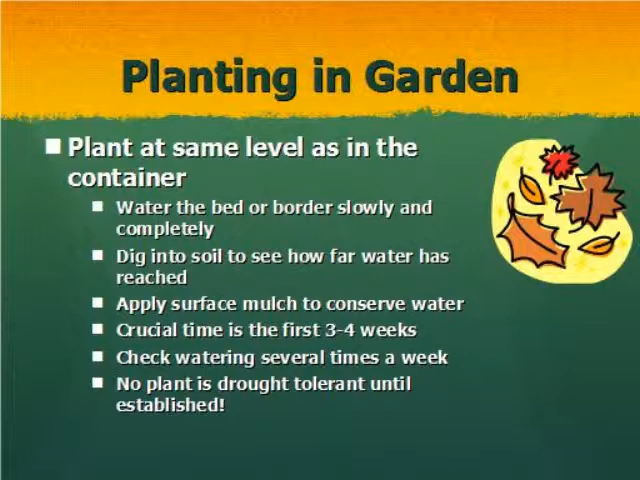 Planting in Garden
Plant at same level as in the
container
Water the bed or border slowly and
completely
Dig into soil to see how far water has
reached
Apply surface mulch to conserve water
Crucial time is the first 3-4 weeks
Check watering several times a week
No plant is drought tolerant until
established!